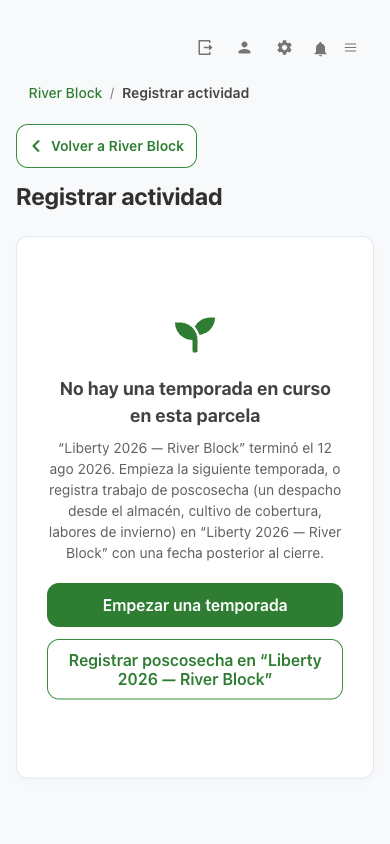 River Block / Registrar actividad
Volver a River Block
Registrar actividad
No hay una temporada en curso
en esta parcela
“Liberty 2026 — River Block” terminó el 12
ago 2026. Empieza la siguiente temporada, o
registra trabajo de poscosecha (un despacho
desde el almacén, cultivo de cobertura,
labores de invierno) en “Liberty 2026 — River
Block” con una fecha posterior al cierre.
Empezar una temporada
Registrar poscosecha en “Liberty
2026 — River Block”